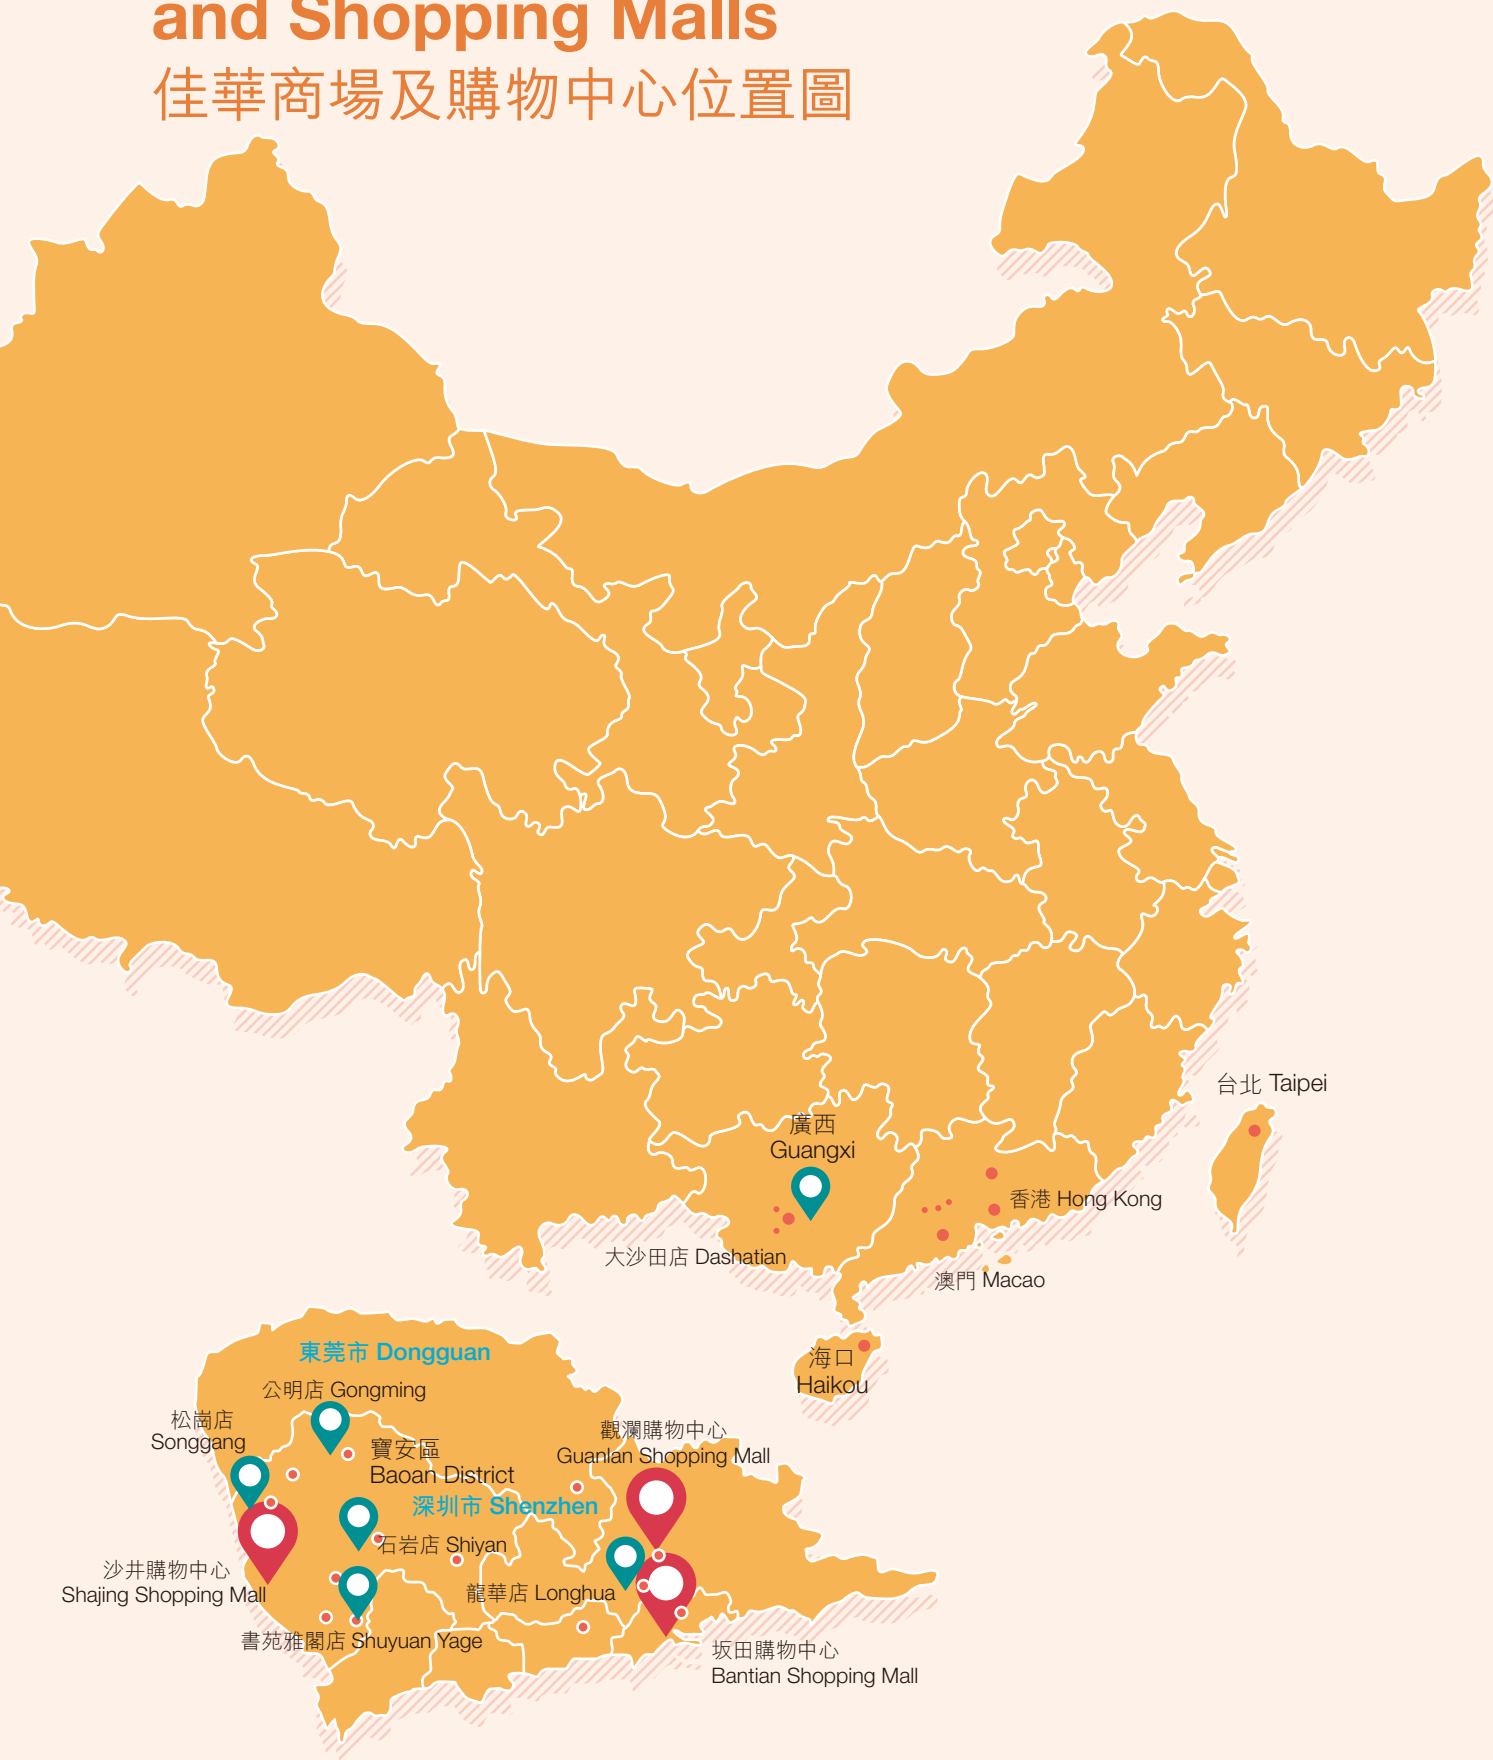 and Shopping Malls
佳華商場及購物中心位置圖
台北 Taipei
廣西
Guangxi
香港 Hong Kong
大沙田店 Dashatian
澳門 Macao
海口
Haikou
東莞市 Dongguan
公明店 Gongming
松崗店
Songgang
寶安區
Baoan District
觀瀾購物中心
Guanlan Shopping Mall
深圳市 Shenzhen
石岩店 Shiyan
沙井購物中心
Shajing Shopping Mall
龍華店 Longhua
書苑雅閣店 Shuyuan Yage
坂田購物中心
Bantian Shopping Mall